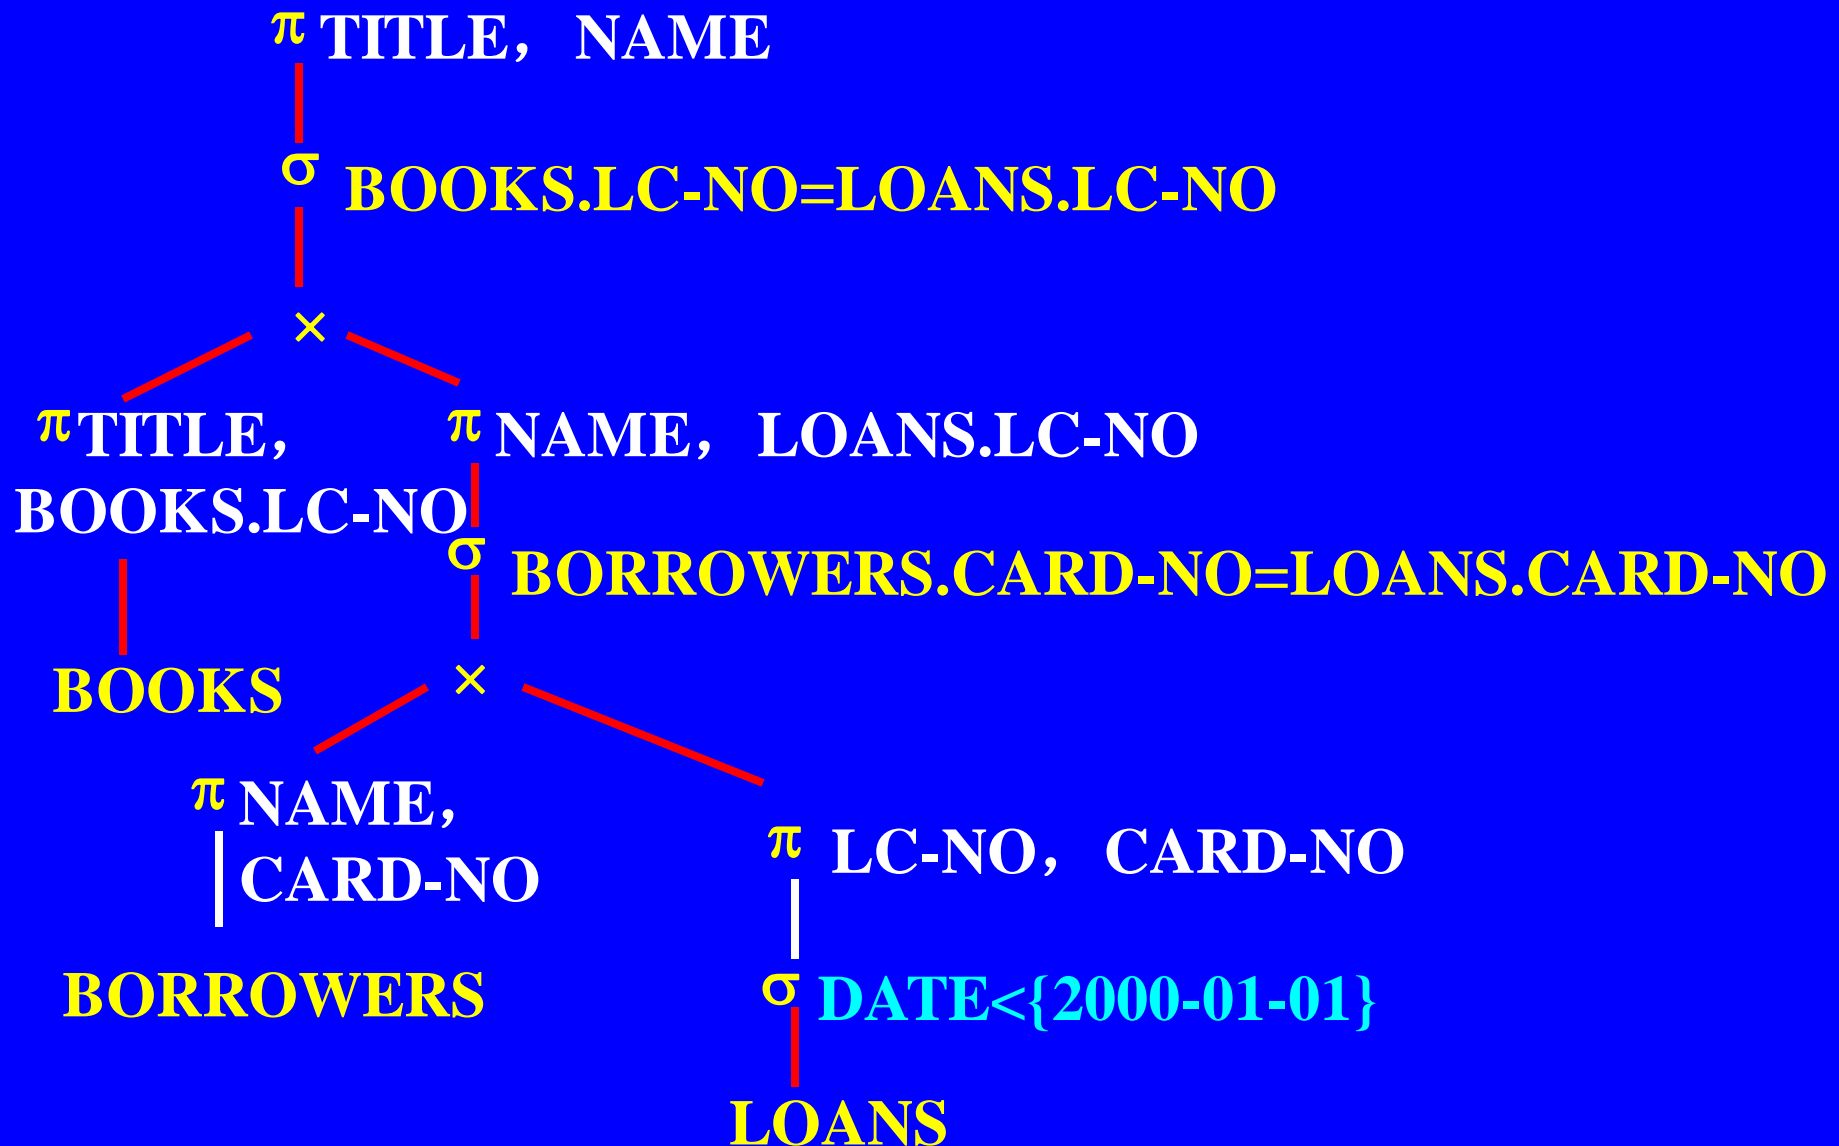 π TITLE， NAME
σ BOOKS.LC-NO=LOANS.LC-NO
×
π TITLE，
BOOKS.LC-NO
π NAME， LOANS.LC-NO
σ BORROWERS.CARD-NO=LOANS.CARD-NO
BOOKS
×
π NAME，
CARD-NO
π LC-NO， CARD-NO
BORROWERS
σ DATE<{2000-01-01}
LOANS